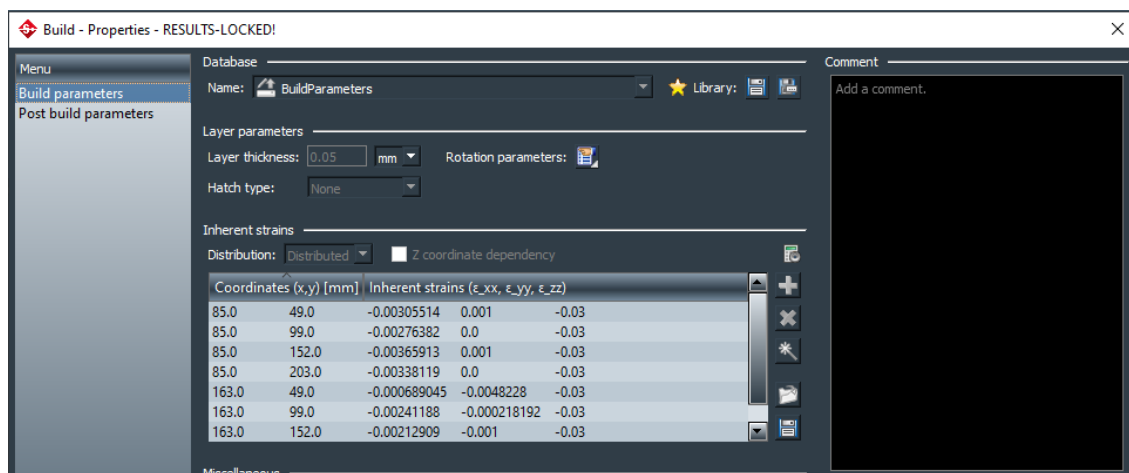 Build - Properties - RESULTS-LOCKED!
Menu
Build parameters
Post build parameters
Database
Name: BuildParameters Library:
Layer parameters
Layer thickness: 0.05 mm Rotation parameters:
Hatch type: None
Inherent strains
Distribution: Distributed Z coordinate dependency
Coordinates (x,y) [mm] Inherent strains (ε_xx, ε_yy, ε_zz)
85.0 49.0 -0.00305514 0.001 -0.03
85.0 99.0 -0.00276382 0.0 -0.03
85.0 152.0 -0.00365913 0.001 -0.03
85.0 203.0 -0.00338119 0.0 -0.03
163.0 49.0 -0.000689045 -0.0048228 -0.03
163.0 99.0 -0.00241188 -0.000218192 -0.03
163.0 152.0 -0.00212909 -0.001 -0.03
Miscellaneous
Comment
Add a comment.